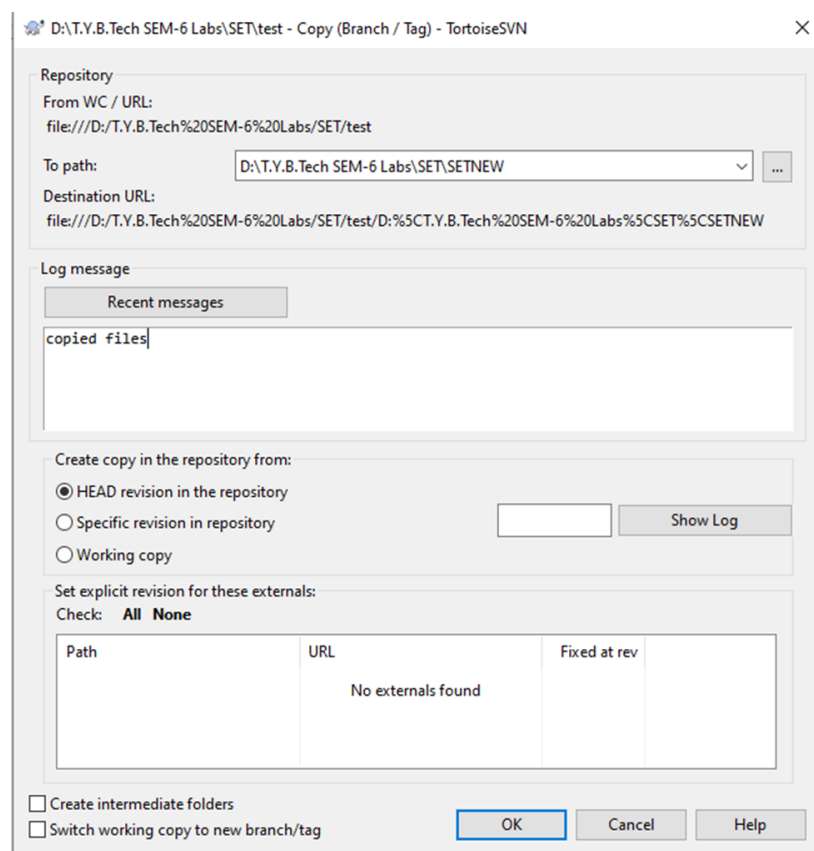 D:\T.Y.B.Tech SEM-6 Labs\SET\test - Copy (Branch / Tag) - TortoiseSVN
Repository
From WC / URL:
file:///D:/T.Y.B.Tech%20SEM-6%20Labs/SET/test
To path:
D:\T.Y.B.Tech SEM-6 Labs\SET\SETNEW
...
Destination URL:
file:///D:/T.Y.B.Tech%20SEM-6%20Labs/SET/test/D:%5CT.Y.B.Tech%20SEM-6%20Labs%5CSET%5CSETNEW
Log message
Recent messages
copied files
Create copy in the repository from:
HEAD revision in the repository
Specific revision in repository
Show Log
Working copy
Set explicit revision for these externals:
Check: All None
Path URL Fixed at rev
No externals found
Create intermediate folders
Switch working copy to new branch/tag
OK Cancel Help